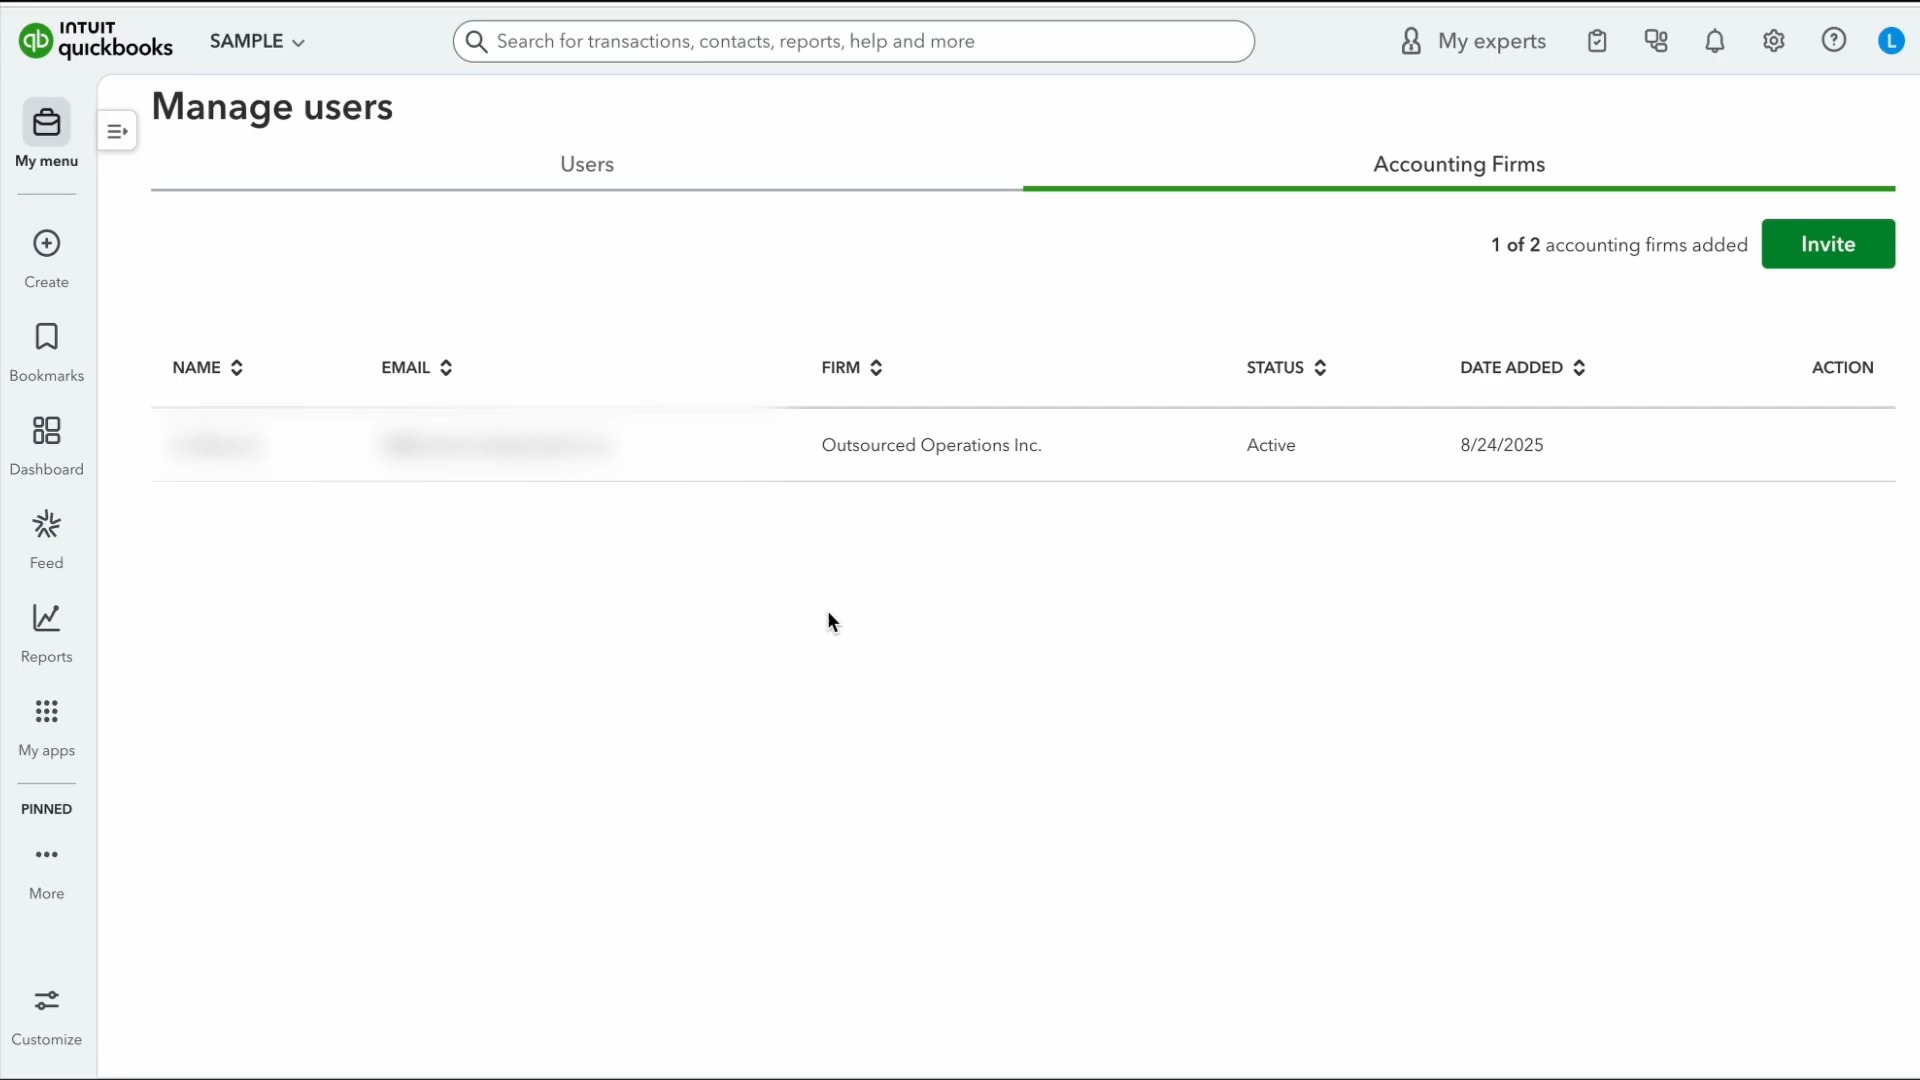 INTUIT
quickbooks
SAMPLE
Search for transactions, contacts, reports, help and more
My experts
L
My menu
Create
Bookmarks
Dashboard
Feed
Reports
My apps
PINNED
More
Customize
Manage users
Users
Accounting Firms
1 of 2 accounting firms added
Invite
NAME EMAIL FIRM STATUS DATE ADDED ACTION
Outsourced Operations Inc. Active 8/24/2025